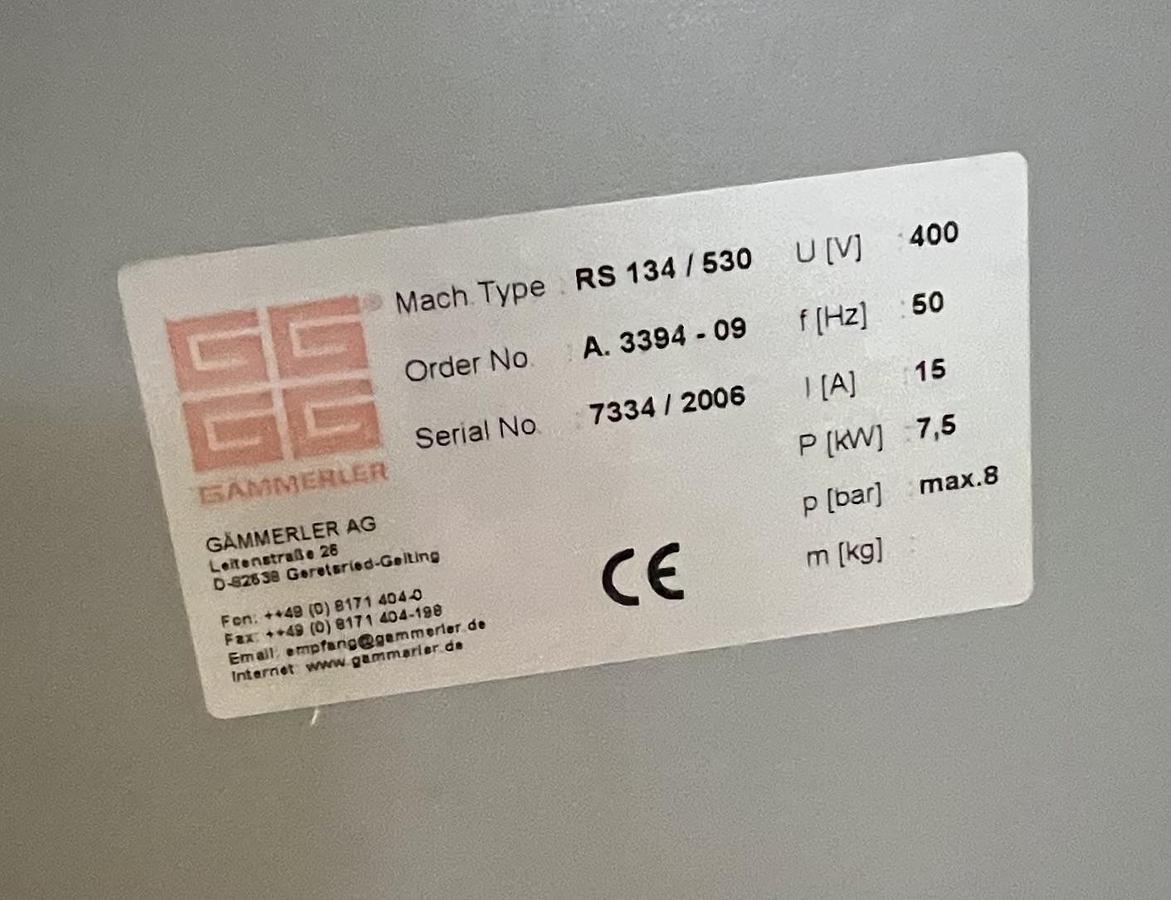 GAMMERLER
®
Mach. Type : RS 134 / 530
Order No. : A. 3394 - 09
Serial No. : 7334 / 2006
U [V] : 400
f [Hz] : 50
I [A] : 15
P [kW] : 7,5
p [bar] : max.8
m [kg] :
CE
GÄMMERLER AG
Leitenstraße 26
D-82538 Geretsried-Gelting
Fon: ++49 (0) 8171 404-0
Fax: ++49 (0) 8171 404-198
Email: empfang@gammerler.de
Internet: www.gammerler.de